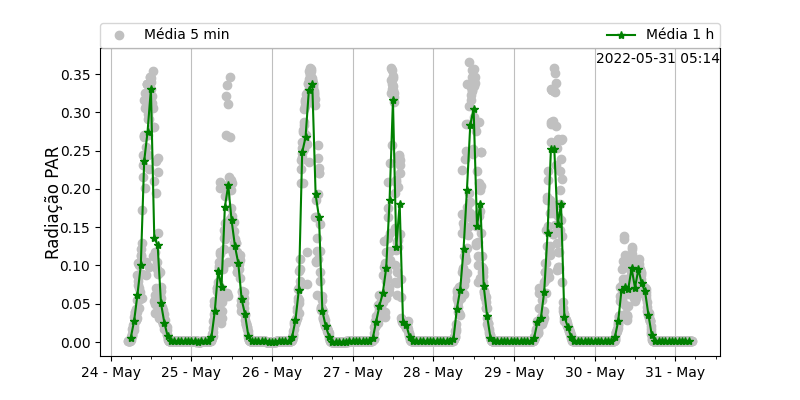 Média 5 min
Média 1 h
2022-05-31 05:14
Radiação PAR
0.35
0.30
0.25
0.20
0.15
0.10
0.05
0.00
24 - May
25 - May
26 - May
27 - May
28 - May
29 - May
30 - May
31 - May